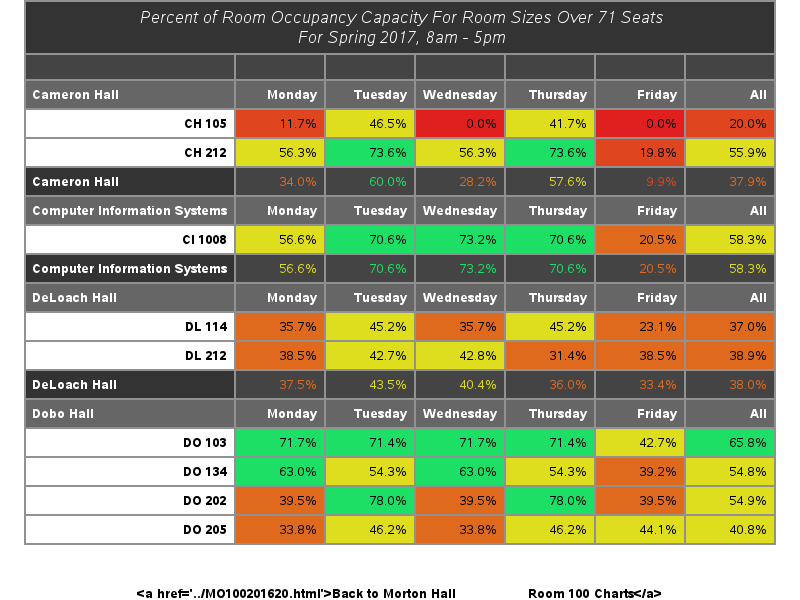 Percent of Room Occupancy Capacity For Room Sizes Over 71 Seats
For Spring 2017, 8am - 5pm
Cameron Hall Monday Tuesday Wednesday Thursday Friday All
CH 105 11.7% 46.5% 0.0% 41.7% 0.0% 20.0%
CH 212 56.3% 73.6% 56.3% 73.6% 19.8% 55.9%
Cameron Hall 34.0% 60.0% 28.2% 57.6% 9.9% 37.9%
Computer Information Systems Monday Tuesday Wednesday Thursday Friday All
CI 1008 56.6% 70.6% 73.2% 70.6% 20.5% 58.3%
Computer Information Systems 56.6% 70.6% 73.2% 70.6% 20.5% 58.3%
DeLoach Hall Monday Tuesday Wednesday Thursday Friday All
DL 114 35.7% 45.2% 35.7% 45.2% 23.1% 37.0%
DL 212 38.5% 42.7% 42.8% 31.4% 38.5% 38.9%
DeLoach Hall 37.5% 43.5% 40.4% 36.0% 33.4% 38.0%
Dobo Hall Monday Tuesday Wednesday Thursday Friday All
DO 103 71.7% 71.4% 71.7% 71.4% 42.7% 65.8%
DO 134 63.0% 54.3% 63.0% 54.3% 39.2% 54.8%
DO 202 39.5% 78.0% 39.5% 78.0% 39.5% 54.9%
DO 205 33.8% 46.2% 33.8% 46.2% 44.1% 40.8%
<a href='../MO100201620.html'>Back to Morton Hall Room 100 Charts</a>